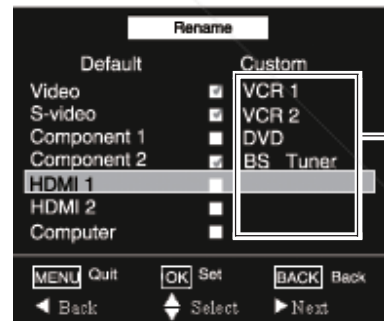 Rename
Default Custom
Video VCR 1
S-video VCR 2
Component 1 DVD
Component 2 BS Tuner
HDMI 1
HDMI 2
Computer
MENU Quit OK Set BACK Back
Back Select Next